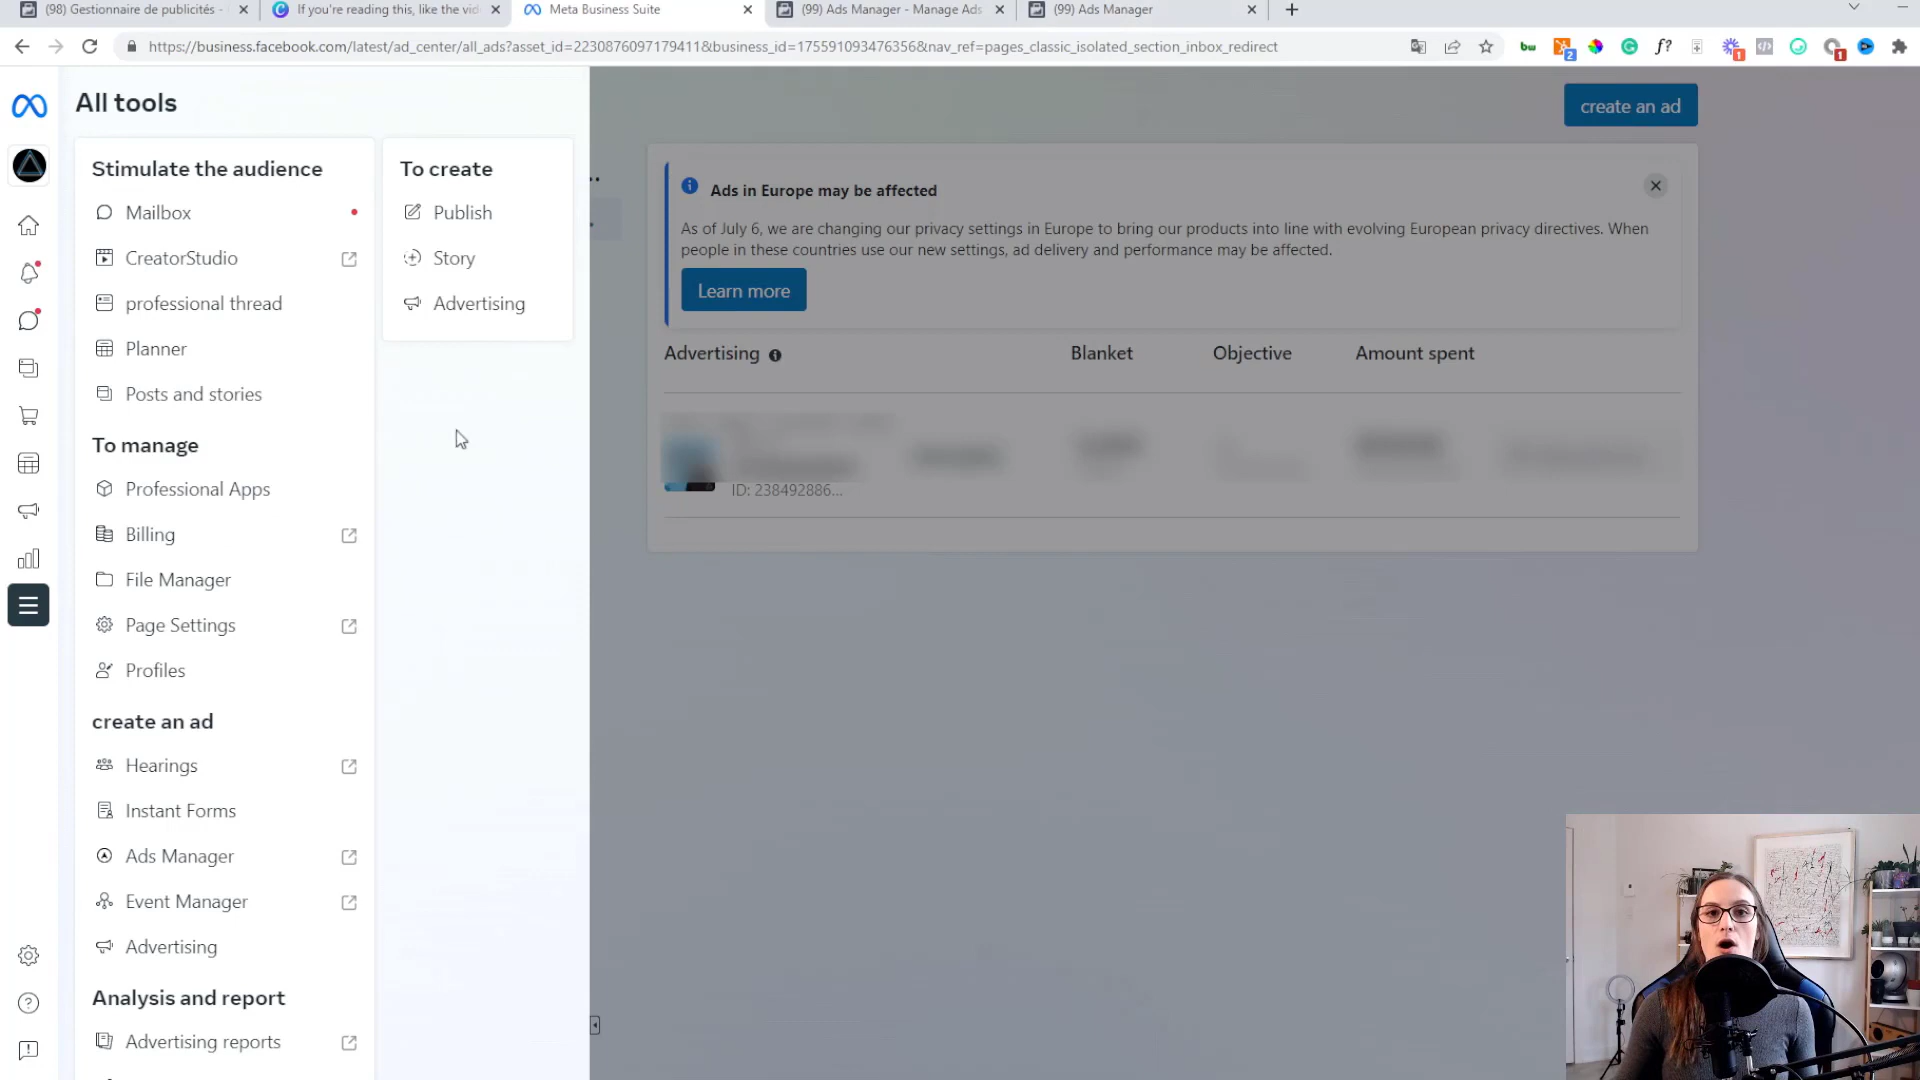 (98) Gestionnaire de publicités -
If you're reading this, like the vid
Meta Business Suite
(99) Ads Manager - Manage Ads
(99) Ads Manager
https://business.facebook.com/latest/ad_center/all_ads?asset_id=2230876097179411&business_id=175591093476356&nav_ref=pages_classic_isolated_section_inbox_redirect
bw
2
f?
1
1
All tools
Stimulate the audience
Mailbox
CreatorStudio
professional thread
Planner
Posts and stories
To manage
Professional Apps
Billing
File Manager
Page Settings
Profiles
create an ad
Hearings
Instant Forms
Ads Manager
Event Manager
Advertising
Analysis and report
Advertising reports
To create
Publish
Story
Advertising
create an ad
Ads in Europe may be affected
As of July 6, we are changing our privacy settings in Europe to bring our products into line with evolving European privacy directives. When
people in these countries use our new settings, ad delivery and performance may be affected.
Learn more
Advertising
Blanket
Objective
Amount spent
ID: 238492886...